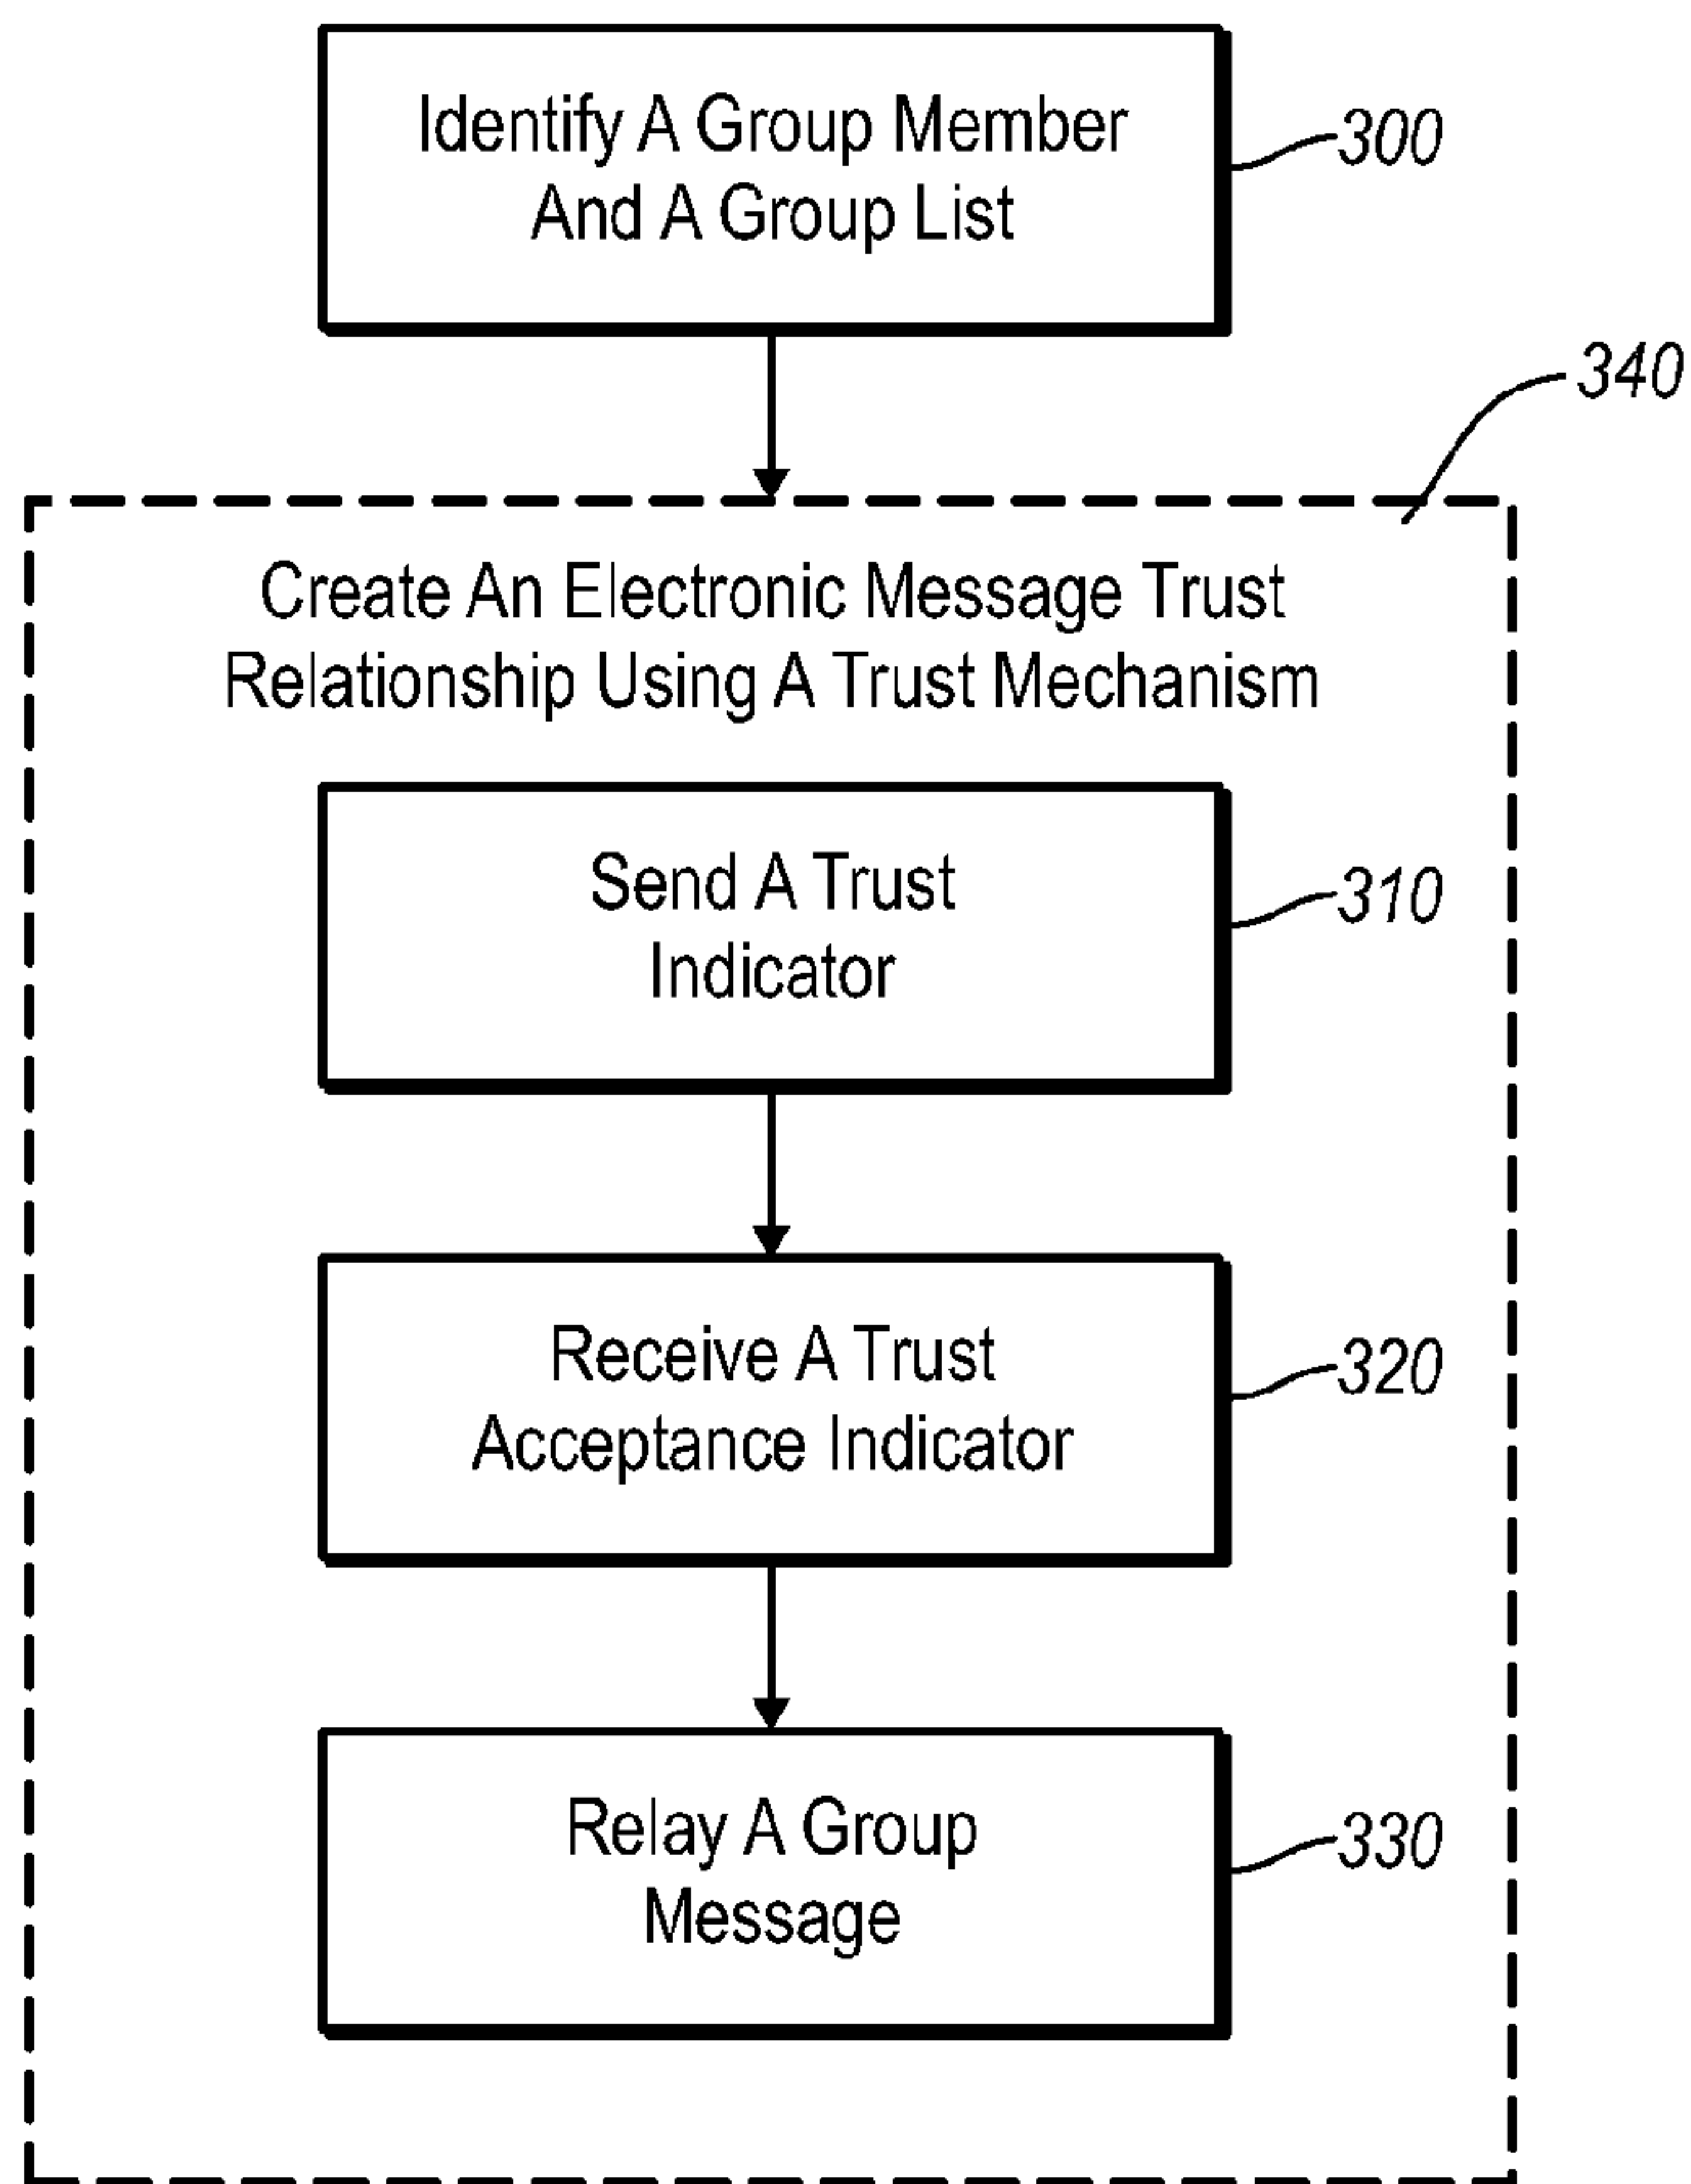 Identify A Group Member
And A Group List
300
340
Create An Electronic Message Trust
Relationship Using A Trust Mechanism
Send A Trust
Indicator
310
Receive A Trust
Acceptance Indicator
320
Relay A Group
Message
330